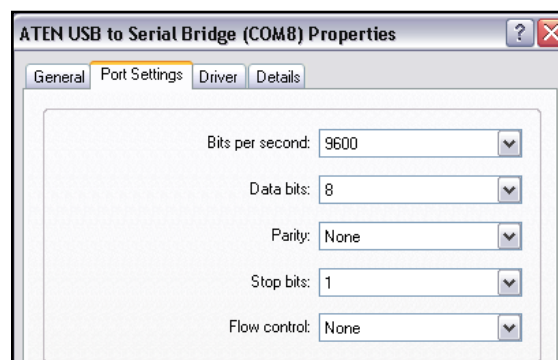 ATEN USB to Serial Bridge (COM8) Properties
General Port Settings Driver Details
Bits per second: 9600
Data bits: 8
Parity: None
Stop bits: 1
Flow control: None